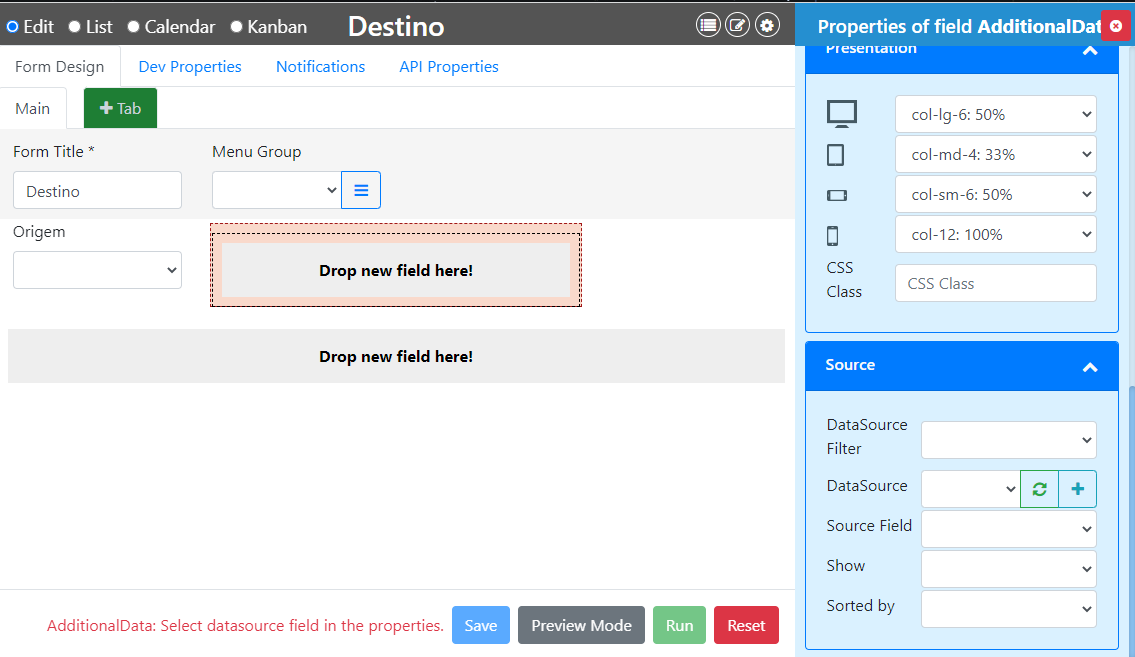 Edit List Calendar Kanban Destino
Properties of field AdditionalDat
Form Design Dev Properties Notifications API Properties
Main + Tab
Form Title * Menu Group
Destino
Origem
Drop new field here!
Drop new field here!
AdditionalData: Select datasource field in the properties. Save Preview Mode Run Reset
Presentation
col-lg-6: 50%
col-md-4: 33%
col-sm-6: 50%
col-12: 100%
CSS
Class
CSS Class
Source
DataSource
Filter
DataSource
Source Field
Show
Sorted by